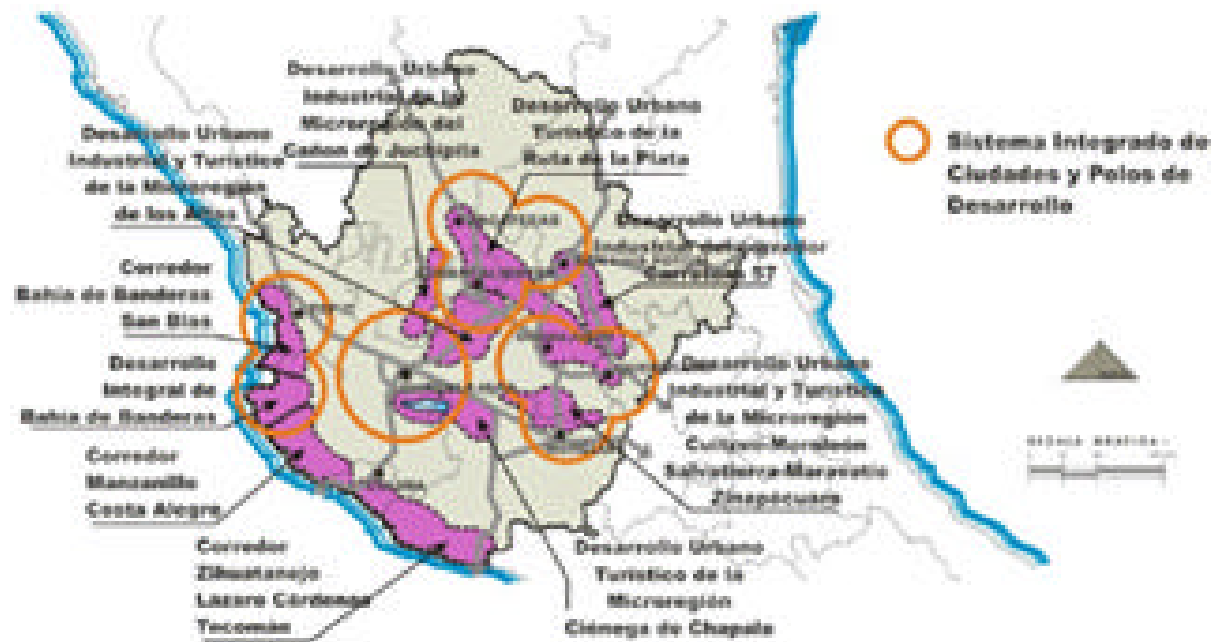 Desarrollo Urbano
Industrial de la
Microregión del
Cañon de Juchipila
Desarrollo Urbano
Turístico de la
Ruta de la Plata
Desarrollo Urbano
Industrial y Turístico
de la Microregión
de los Altos
Sistema Integrado de
Ciudades y Polos de
Desarrollo
Desarrollo Urbano
Industrial del Corredor
Carretera 57
Corredor
Bahía de Banderas
San Blas
Desarrollo
Integral de
Bahía de Banderas
Desarrollo Urbano
Industrial y Turístico
de la Microregión
Cuitzeo-Moroleón
Salvatierra-Maravatío
Zinapécuaro
Corredor
Manzanillo
Costa Alegre
Corredor
Zihuatanejo
Lázaro Cárdenas
Tecomán
Desarrollo Urbano
Turístico de la
Microregión
Ciénega de Chapala